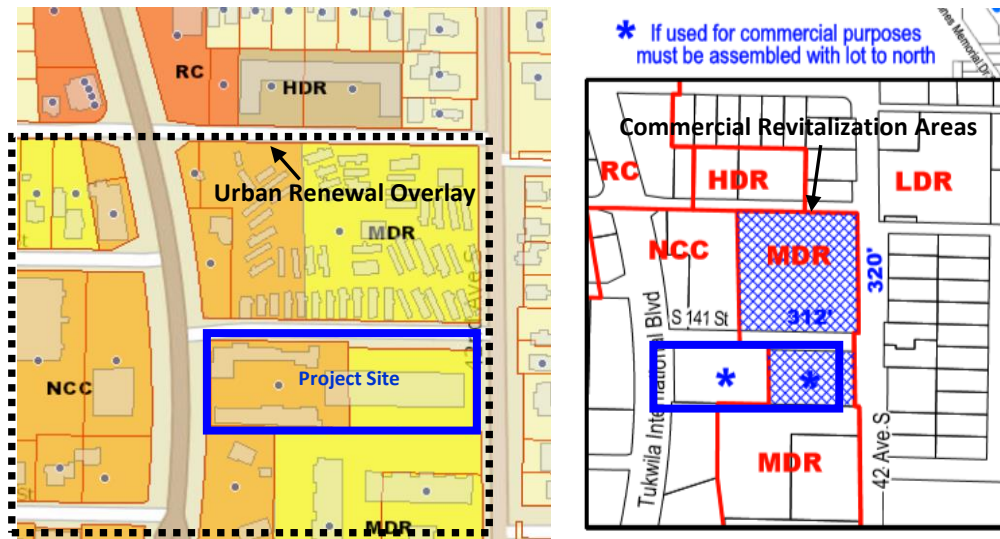 RC
HDR
Urban Renewal Overlay
MDR
Project Site
NCC
MDR
* If used for commercial purposes
must be assembled with lot to north
Commercial Revitalization Areas
RC
HDR
LDR
NCC
MDR
320'
S 141 St
312'
*
*
Tukwila International Blvd
MDR
42 Ave S